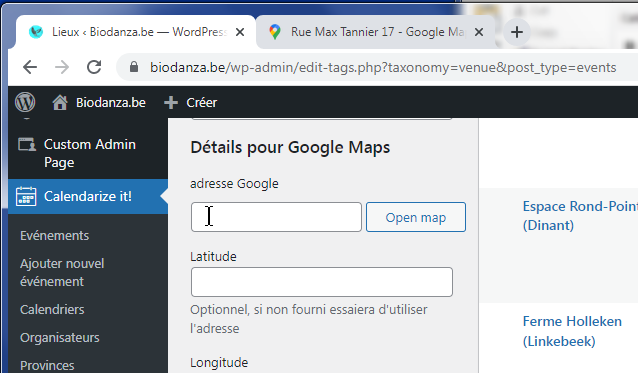 Lieux ‹ Biodanza.be — WordPres
Rue Max Tannier 17 - Google Ma
biodanza.be/wp-admin/edit-tags.php?taxonomy=venue&post_type=events
Biodanza.be
Créer
Custom Admin
Page
Calendarize it!
Evénements
Ajouter nouvel
événement
Calendriers
Organisateurs
Provinces
Détails pour Google Maps
adresse Google
Open map
Latitude
Optionnel, si non fourni essaiera d'utiliser
l'adresse
Longitude
Espace Rond-Point
(Dinant)
Ferme Holleken
(Linkebeek)